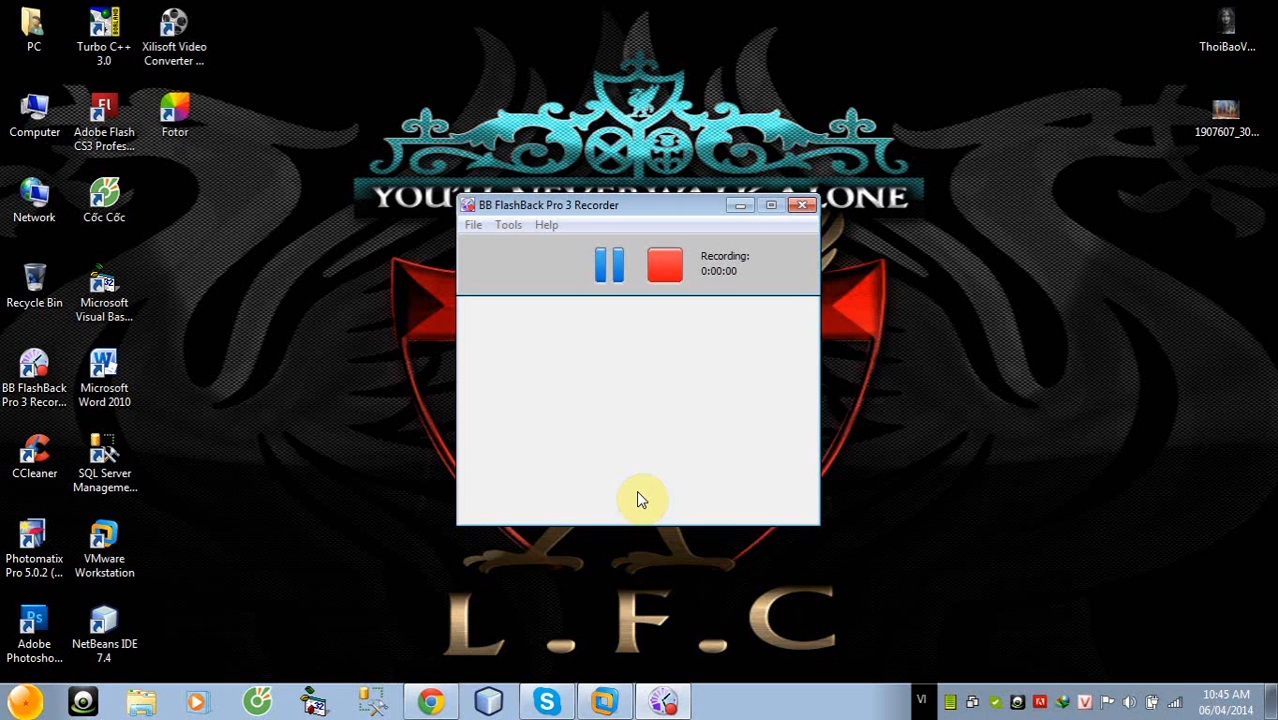 PC
Turbo C++
3.0
Xilisoft Video
Converter ...
Computer
Adobe Flash
CS3 Profes...
Fotor
Network
Cốc Cốc
Recycle Bin
Microsoft
Visual Bas...
BB FlashBack
Pro 3 Recor...
Microsoft
Word 2010
CCleaner
SQL Server
Manageme...
Photomatix
Pro 5.0.2 (...
VMware
Workstation
Adobe
Photosho...
NetBeans IDE
7.4
ThoiBaoV...
1907607_30...
YOU'LL NEVER WALK ALONE
BB FlashBack Pro 3 Recorder
File Tools Help
Recording:
0:00:00
L.F.C
VI
10:45 AM
06/04/2014